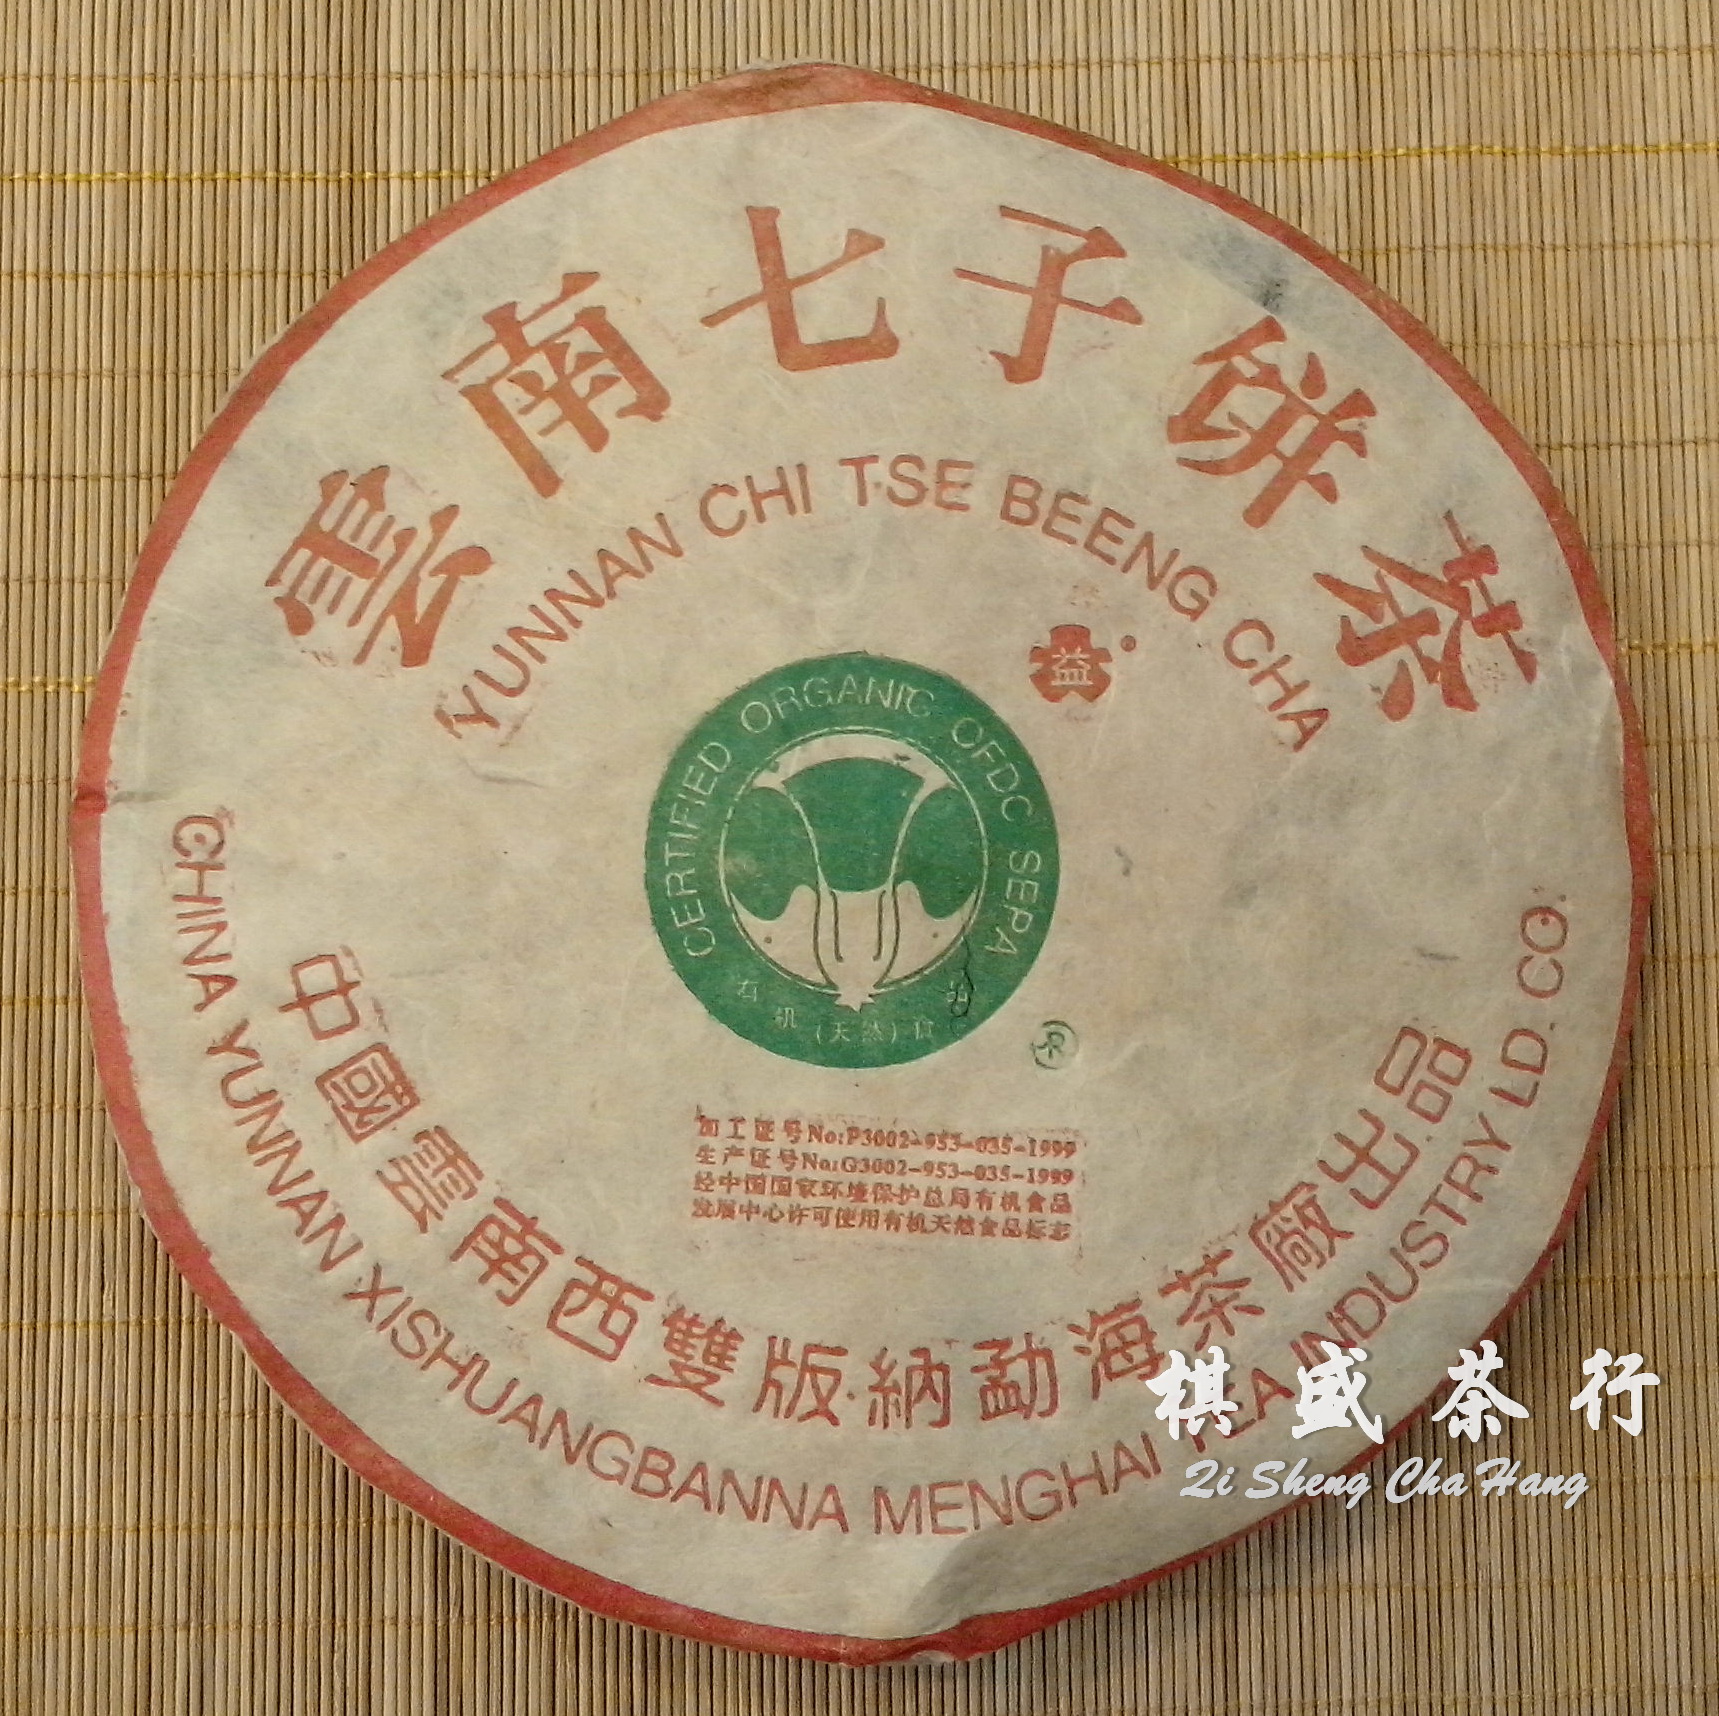 雲南七子餅茶
YUNNAN CHI TSE BEENG CHA
益
CERTIFIED ORGANIC OFDC SEPA
有机(天然)食品
加工证号No:P3002-953-035-1999
生产证号No:G3002-953-035-1999
经中国国家环境保护总局有机食品
发展中心许可使用有机天然食品标志
中國雲南西雙版納勐海茶廠出品
CHINA YUNNAN XISHUANGBANNA MENGHAI TEA INDUSTRY LD. CO.
棋盛茶行
Qi Sheng Cha Hang